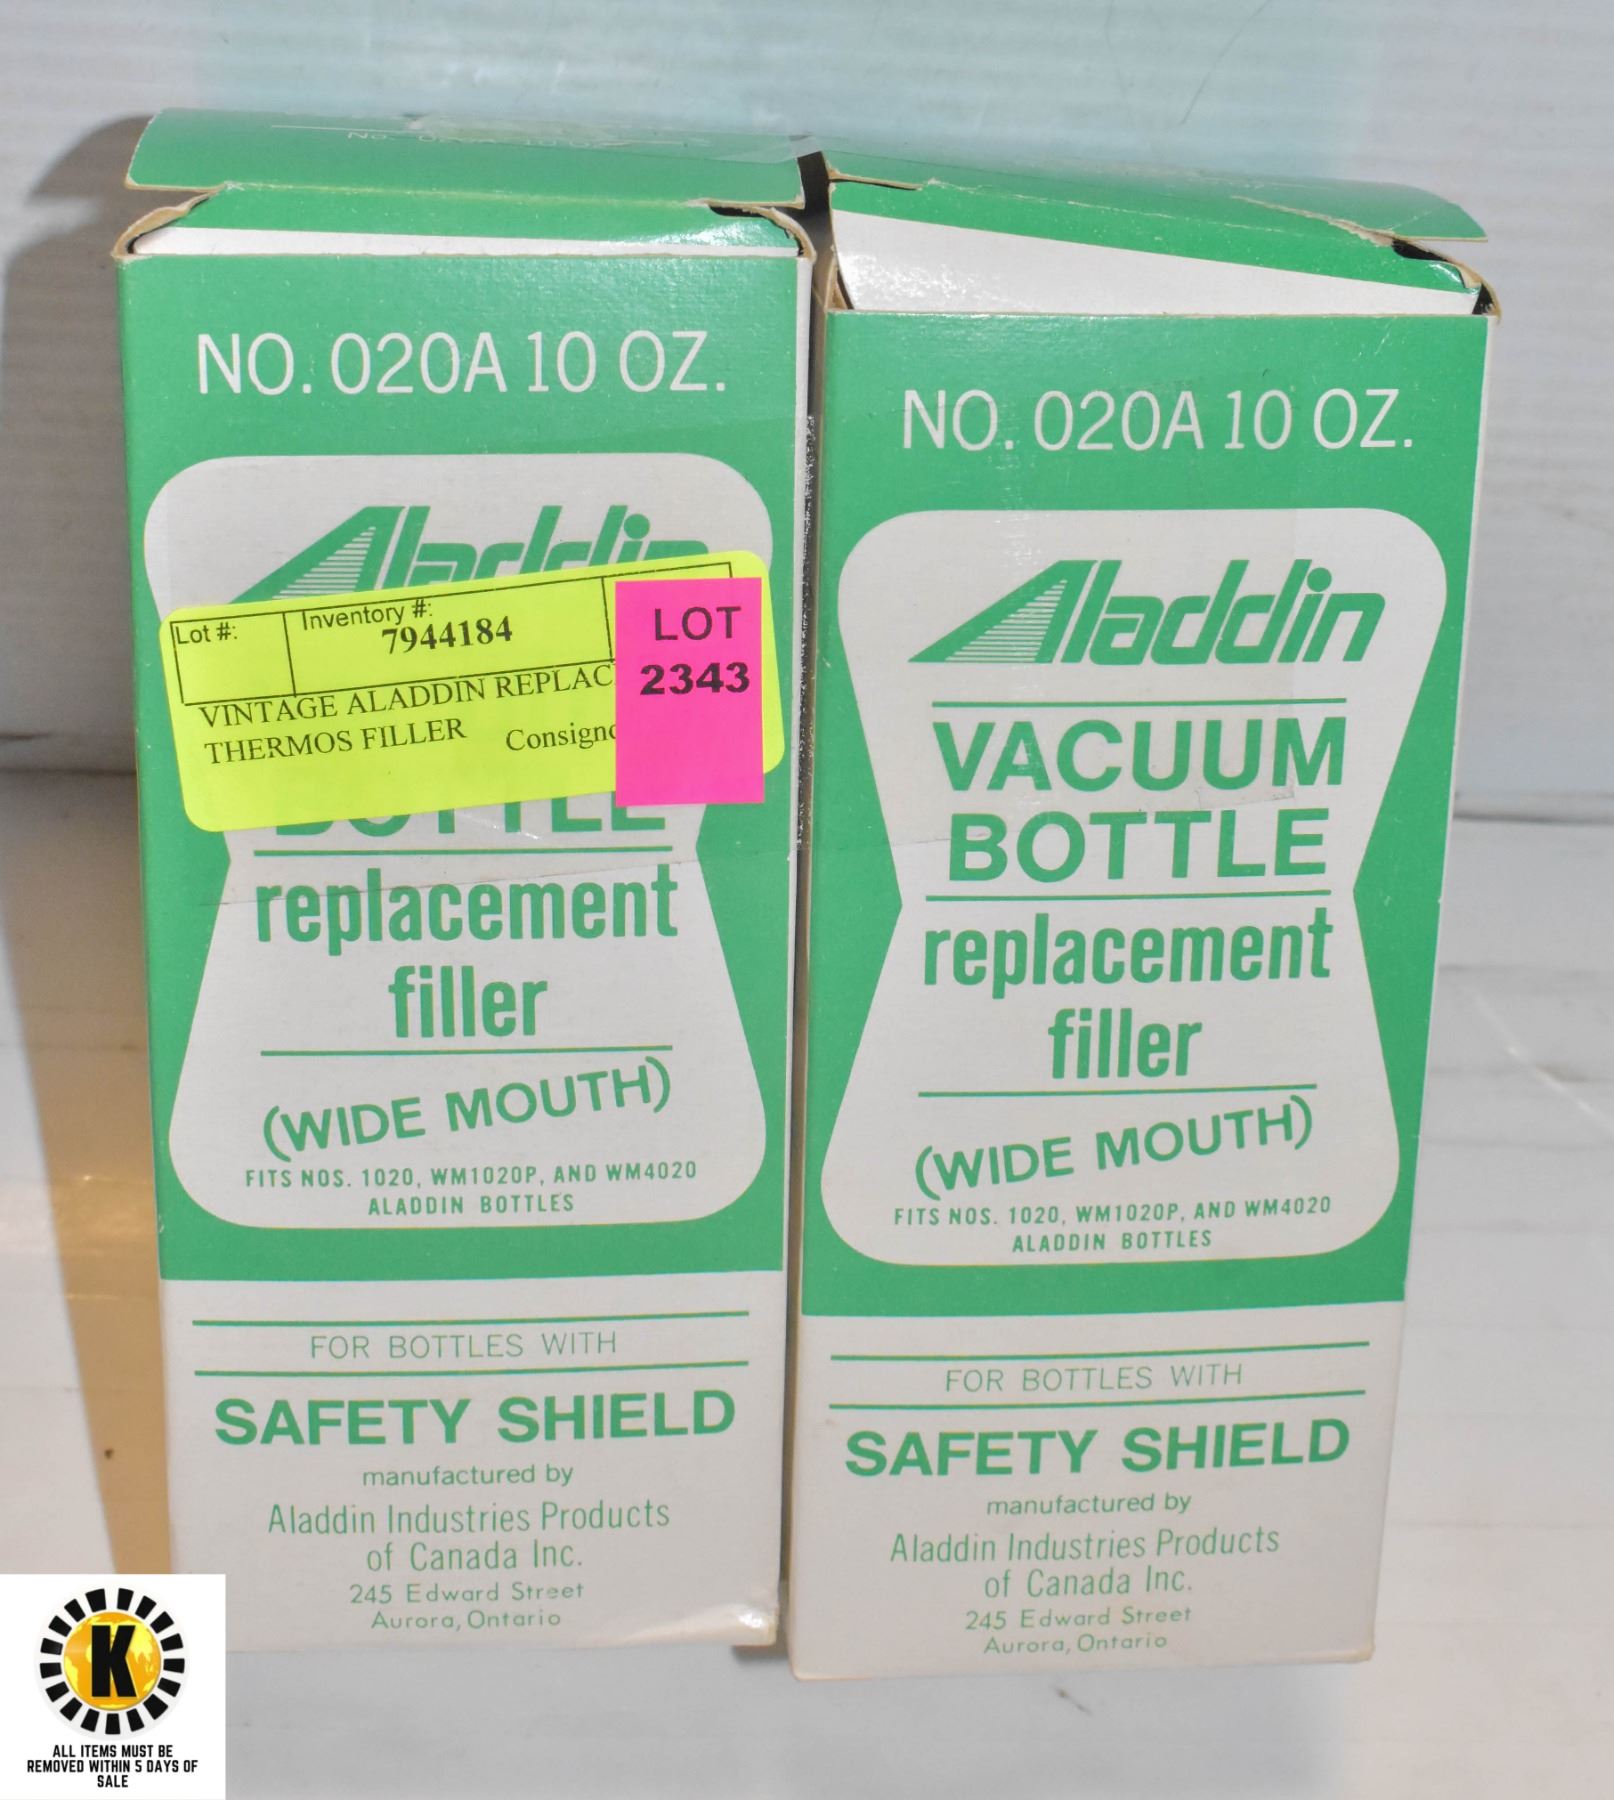 NO. 020A 10 OZ.
Aladdin
Lot #:
Inventory #:
7944184
VINTAGE ALADDIN
THERMOS FILLER
LOT
2343
BOTTLE
replacement
filler
(WIDE MOUTH)
FITS NOS. 1020, WM1020P, AND WM4020
ALADDIN BOTTLES
FOR BOTTLES WITH
SAFETY SHIELD
manufactured by
Aladdin Industries Products
of Canada Inc.
245 Edward Street
Aurora, Ontario
NO. 020A 10 OZ.
Aladdin
VACUUM
BOTTLE
replacement
filler
(WIDE MOUTH)
FITS NOS. 1020, WM1020P, AND WM4020
ALADDIN BOTTLES
FOR BOTTLES WITH
SAFETY SHIELD
manufactured by
Aladdin Industries Products
of Canada Inc.
245 Edward Street
Aurora, Ontario
K
ALL ITEMS MUST BE
REMOVED WITHIN 5 DAYS OF
SALE